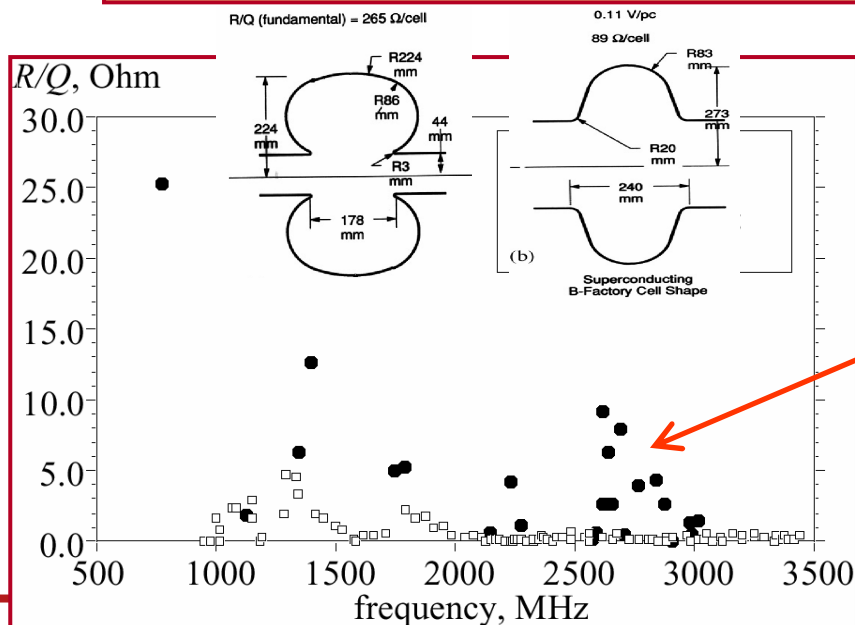 R/Q (fundamental) = 265 Ω/cell
0.11 V/pc
89 Ω/cell
R/Q, Ohm
R224
mm
R86
mm
44
mm
224
mm
R3
mm
178
mm
R83
mm
273
mm
R20
mm
240
mm
(b)
Superconducting
B-Factory Cell Shape
30.0
25.0
20.0
15.0
10.0
5.0
0.0
500 1000 1500 2000 2500 3000 3500
frequency, MHz